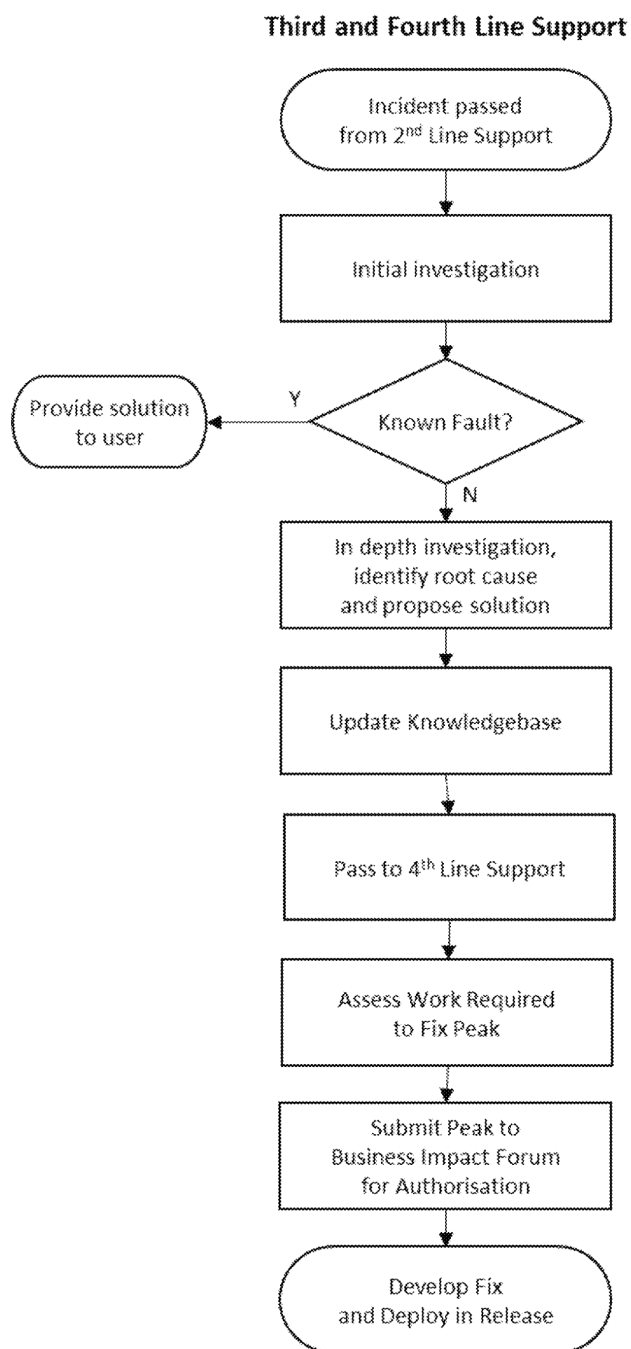 Third and Fourth Line Support
Incident passed
from 2nd Line Support
Initial investigation
Known Fault?
Y
Provide solution
to user
N
In depth investigation,
identify root cause
and propose solution
Update Knowledgebase
Pass to 4th Line Support
Assess Work Required
to Fix Peak
Submit Peak to
Business Impact Forum
for Authorisation
Develop Fix
and Deploy in Release